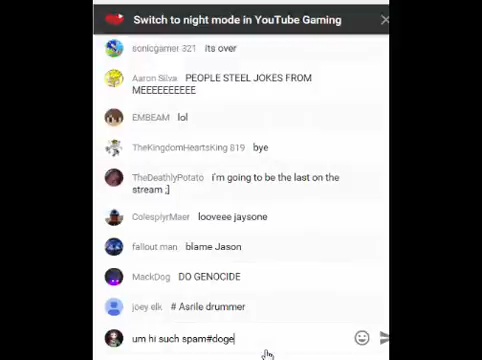 Switch to night mode in YouTube Gaming
sonicgamer 321 its over
Aaron Silva PEOPLE STEEL JOKES FROM
MEEEEEEEEEE
EMBEAM lol
TheKingdomHeartsKing 819 bye
TheDeathlyPotato i'm going to be the last on the
stream ;]
ColesplyrMaer looveee jaysone
fallout man blame Jason
MackDog DO GENOCIDE
joey elk # Asrile drummer
um hi such spam#doge